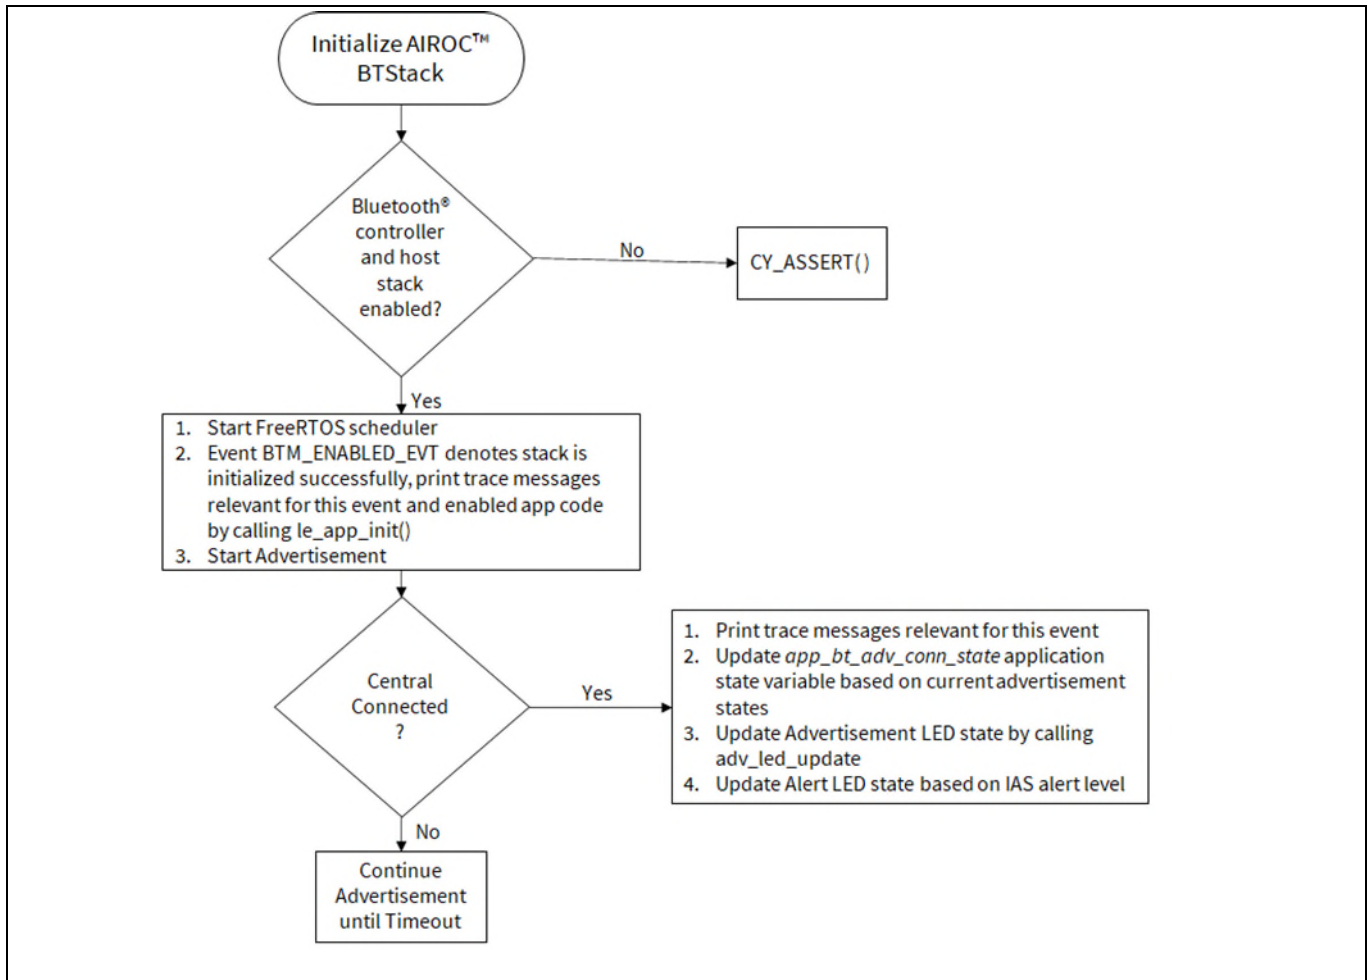 Initialize AIROC™
BTStack
Bluetooth®
controller
and host
stack
enabled?
No
CY_ASSERT()
Yes
1. Start FreeRTOS scheduler
2. Event BTM_ENABLED_EVT denotes stack is
initialized successfully, print trace messages
relevant for this event and enabled app code
by calling le_app_init()
3. Start Advertisement
Central
Connected
?
Yes
1. Print trace messages relevant for this event
2. Update app_bt_adv_conn_state application
state variable based on current advertisement
states
3. Update Advertisement LED state by calling
adv_led_update
4. Update Alert LED state based on IAS alert level
No
Continue
Advertisement
until Timeout